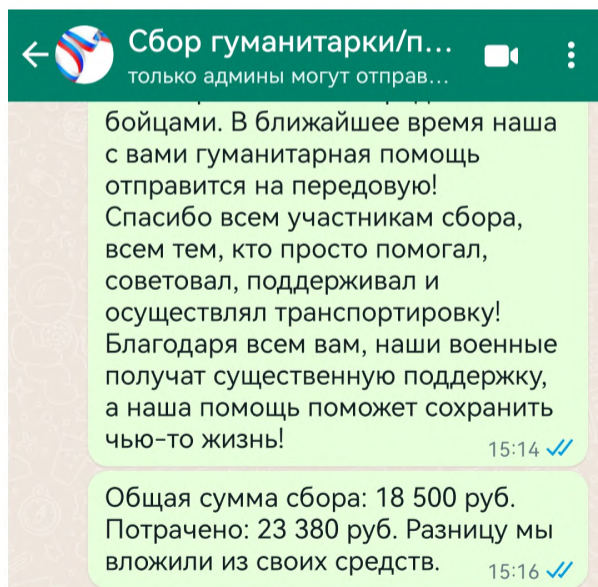 Сбор гуманитарки/п...
только админы могут отправ...
бойцами. В ближайшее время наша
с вами гуманитарная помощь
отправится на передовую!
Спасибо всем участникам сбора,
всем тем, кто просто помогал,
советовал, поддерживал и
осуществлял транспортировку!
Благодаря всем вам, наши военные
получат существенную поддержку,
а наша помощь поможет сохранить
чью-то жизнь!
15:14
Общая сумма сбора: 18 500 руб.
Потрачено: 23 380 руб. Разницу мы
вложили из своих средств.
15:16